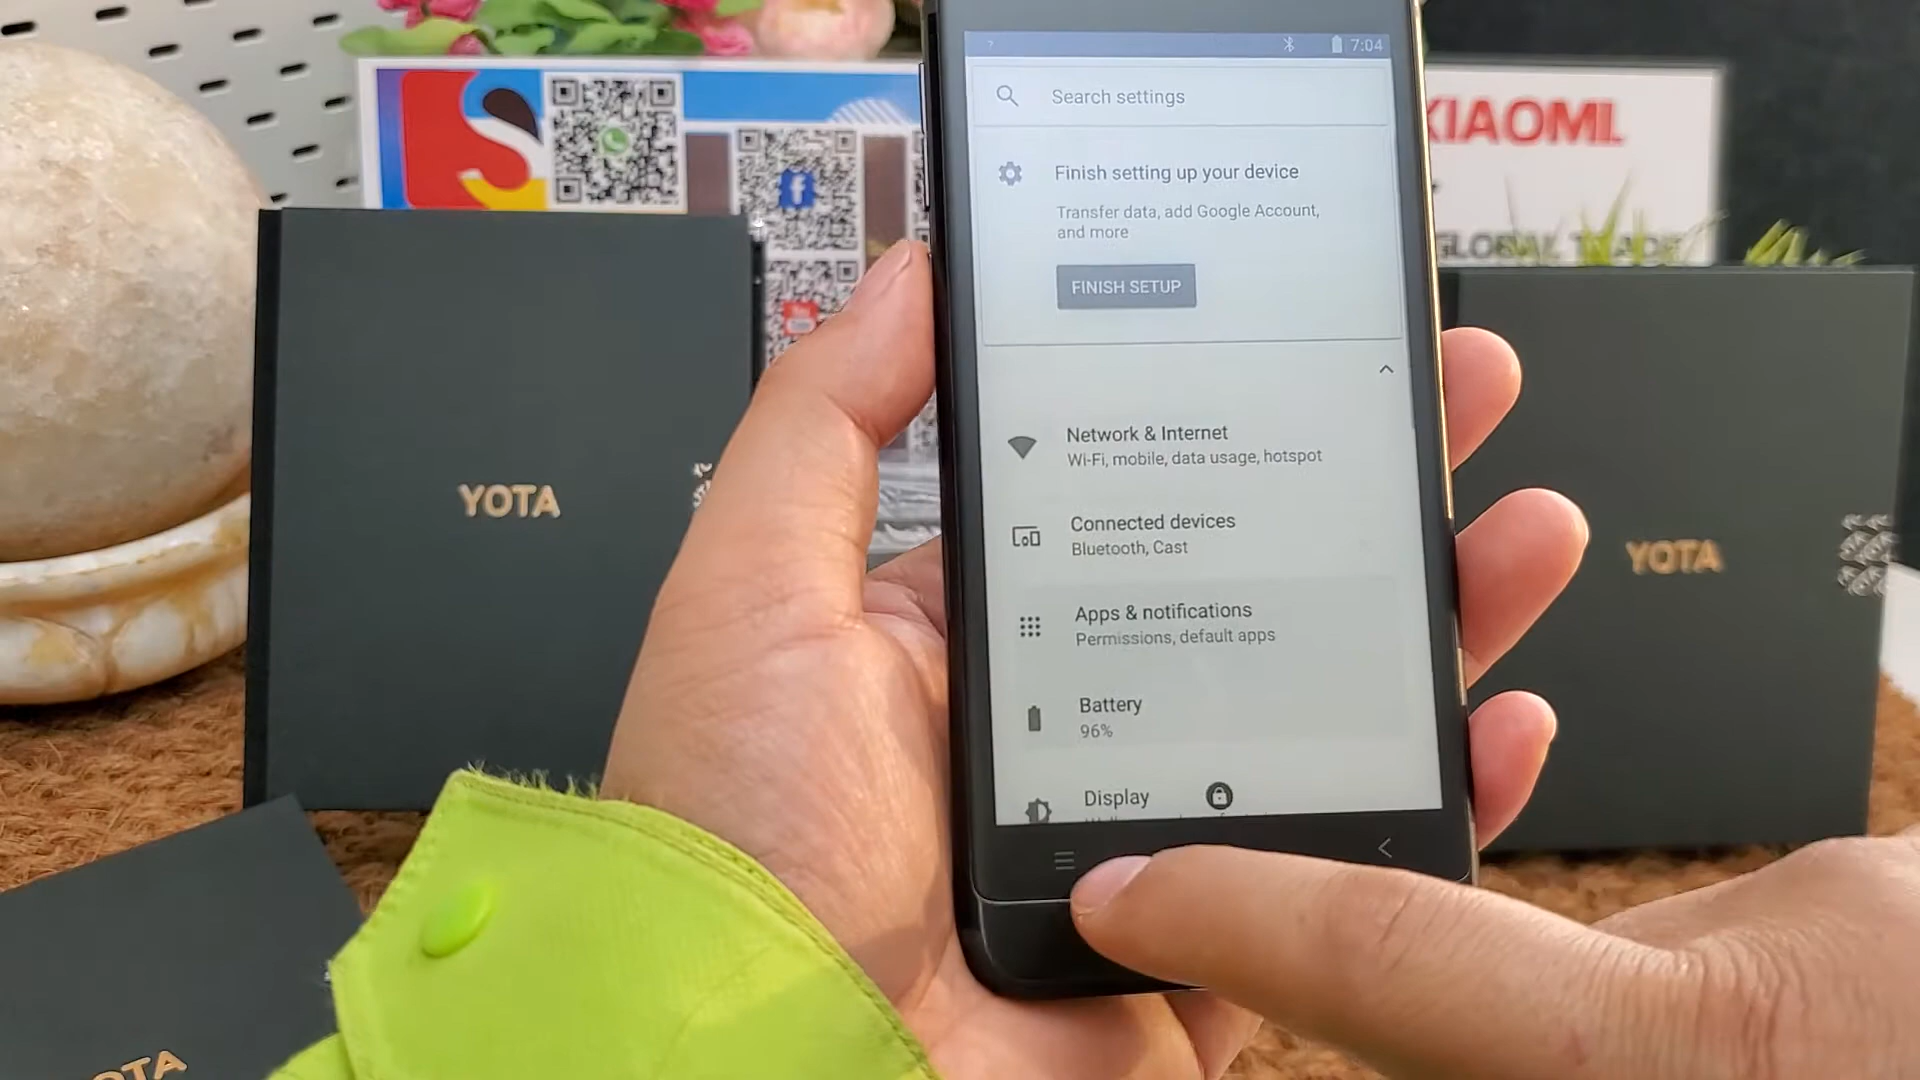 7:04
Search settings
Finish setting up your device
Transfer data, add Google Account,
and more
FINISH SETUP
Network & Internet
Wi-Fi, mobile, data usage, hotspot
Connected devices
Bluetooth, Cast
Apps & notifications
Permissions, default apps
Battery
96%
Display
YOTA
YOTA
XIAOMI
GLOBAL TRADE
S
f